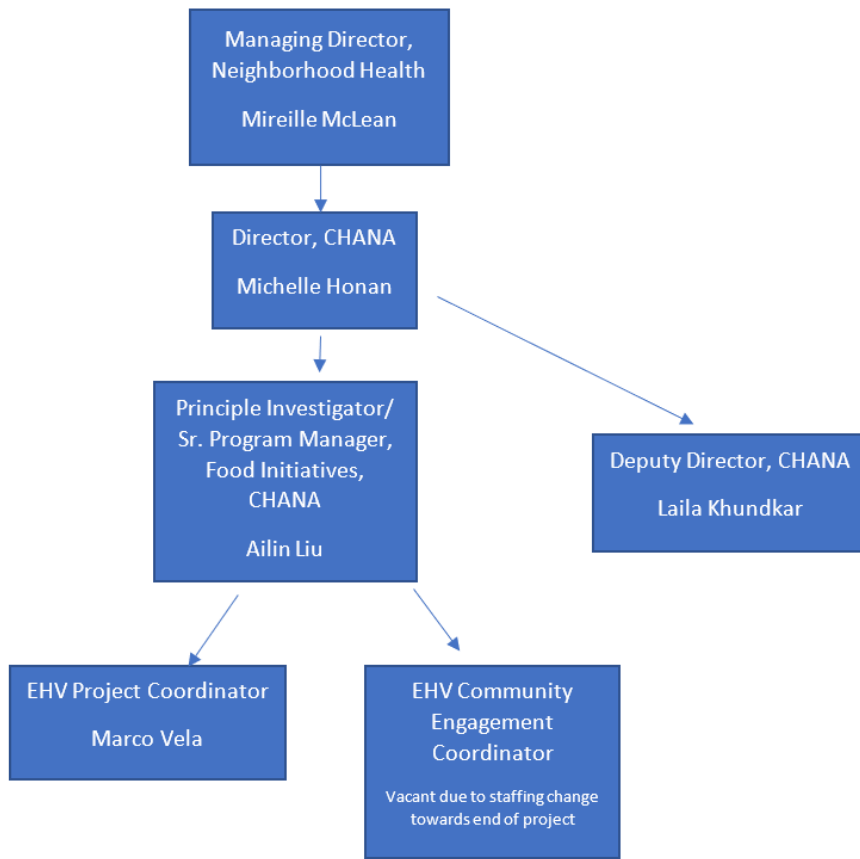 Managing Director,
Neighborhood Health
Mireille McLean
Director, CHANA
Michelle Honan
Principle Investigator/
Sr. Program Manager,
Food Initiatives,
CHANA
Ailin Liu
Deputy Director, CHANA
Laila Khundkar
EHV Project Coordinator
Marco Vela
EHV Community
Engagement
Coordinator
Vacant due to staffing change
towards end of project